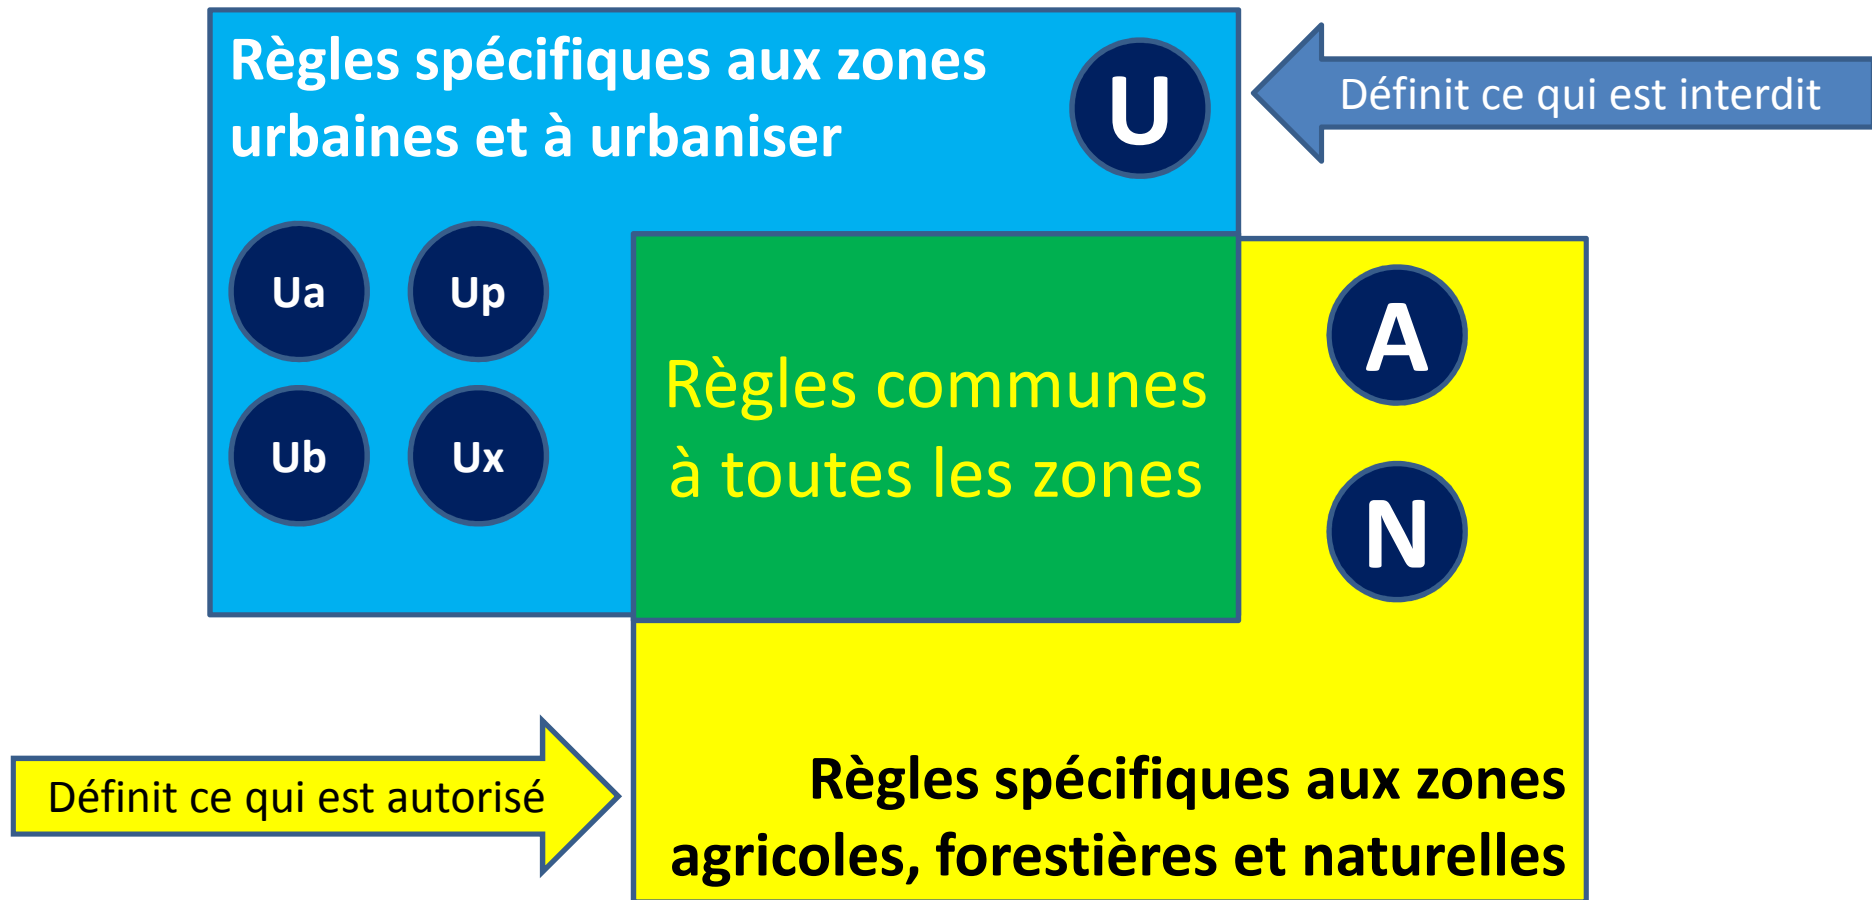 Règles spécifiques aux zones
urbaines et à urbaniser
U
Définit ce qui est interdit
Ua
Up
Ub
Ux
Règles communes
à toutes les zones
A
N
Définit ce qui est autorisé
Règles spécifiques aux zones
agricoles, forestières et naturelles